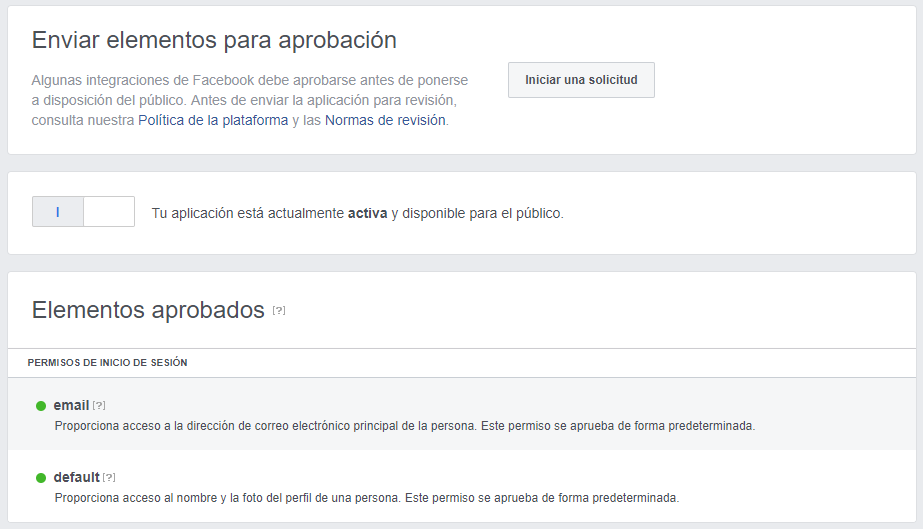 Enviar elementos para aprobación
Algunas integraciones de Facebook debe aprobarse antes de ponerse
a disposición del público. Antes de enviar la aplicación para revisión,
consulta nuestra Política de la plataforma y las Normas de revisión.
Iniciar una solicitud
I
Tu aplicación está actualmente activa y disponible para el público.
Elementos aprobados [?]
PERMISOS DE INICIO DE SESIÓN
email [?]
Proporciona acceso a la dirección de correo electrónico principal de la persona. Este permiso se aprueba de forma predeterminada.
default [?]
Proporciona acceso al nombre y la foto del perfil de una persona. Este permiso se aprueba de forma predeterminada.